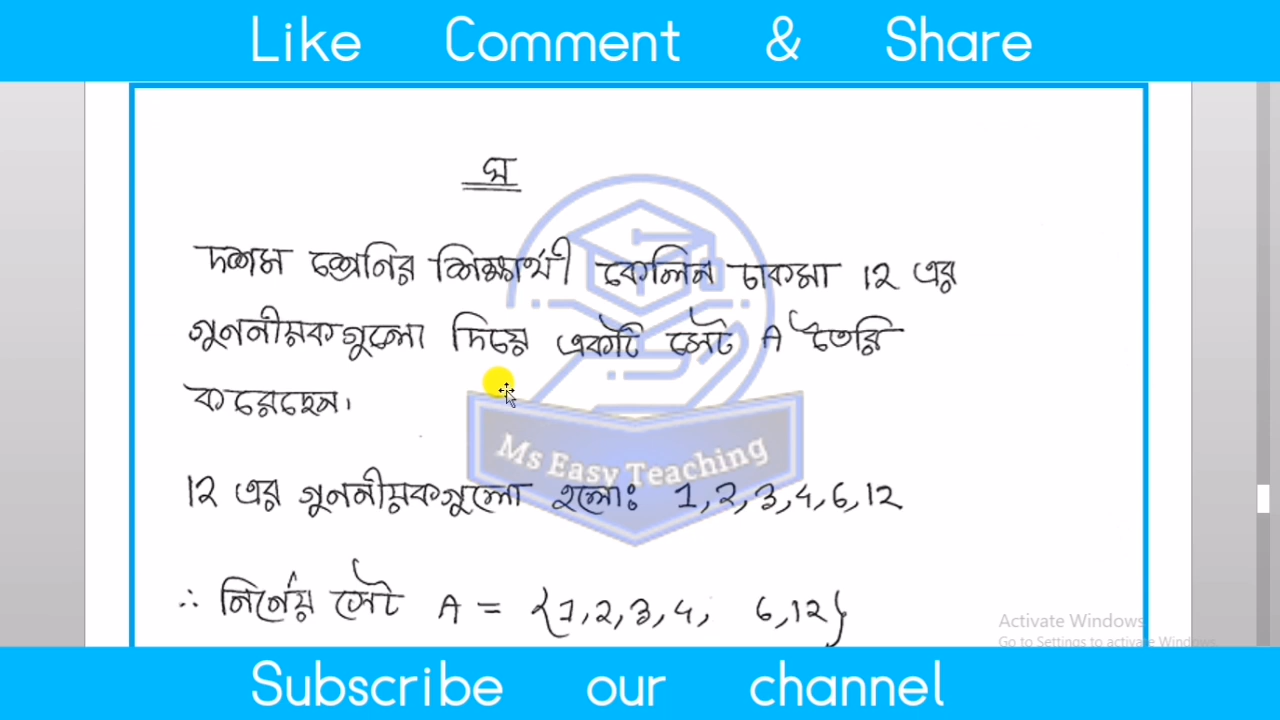 Like Comment & Share
ঘ
দশম শ্রেনির শিক্ষার্থী কেলিন চাকমা 12 এর
গুননীয়কগুলো দিয়ে একটি সেট A তৈরি
করেছেন।
Ms Easy Teaching
12 এর গুননীয়কগুলো হলোঃ 1,2,3,4,6,12
∴ নির্নেয় সেট A = {1,2,3,4, 6,12}
Activate Windows
Go to Settings to activate Windows.
Subscribe our channel